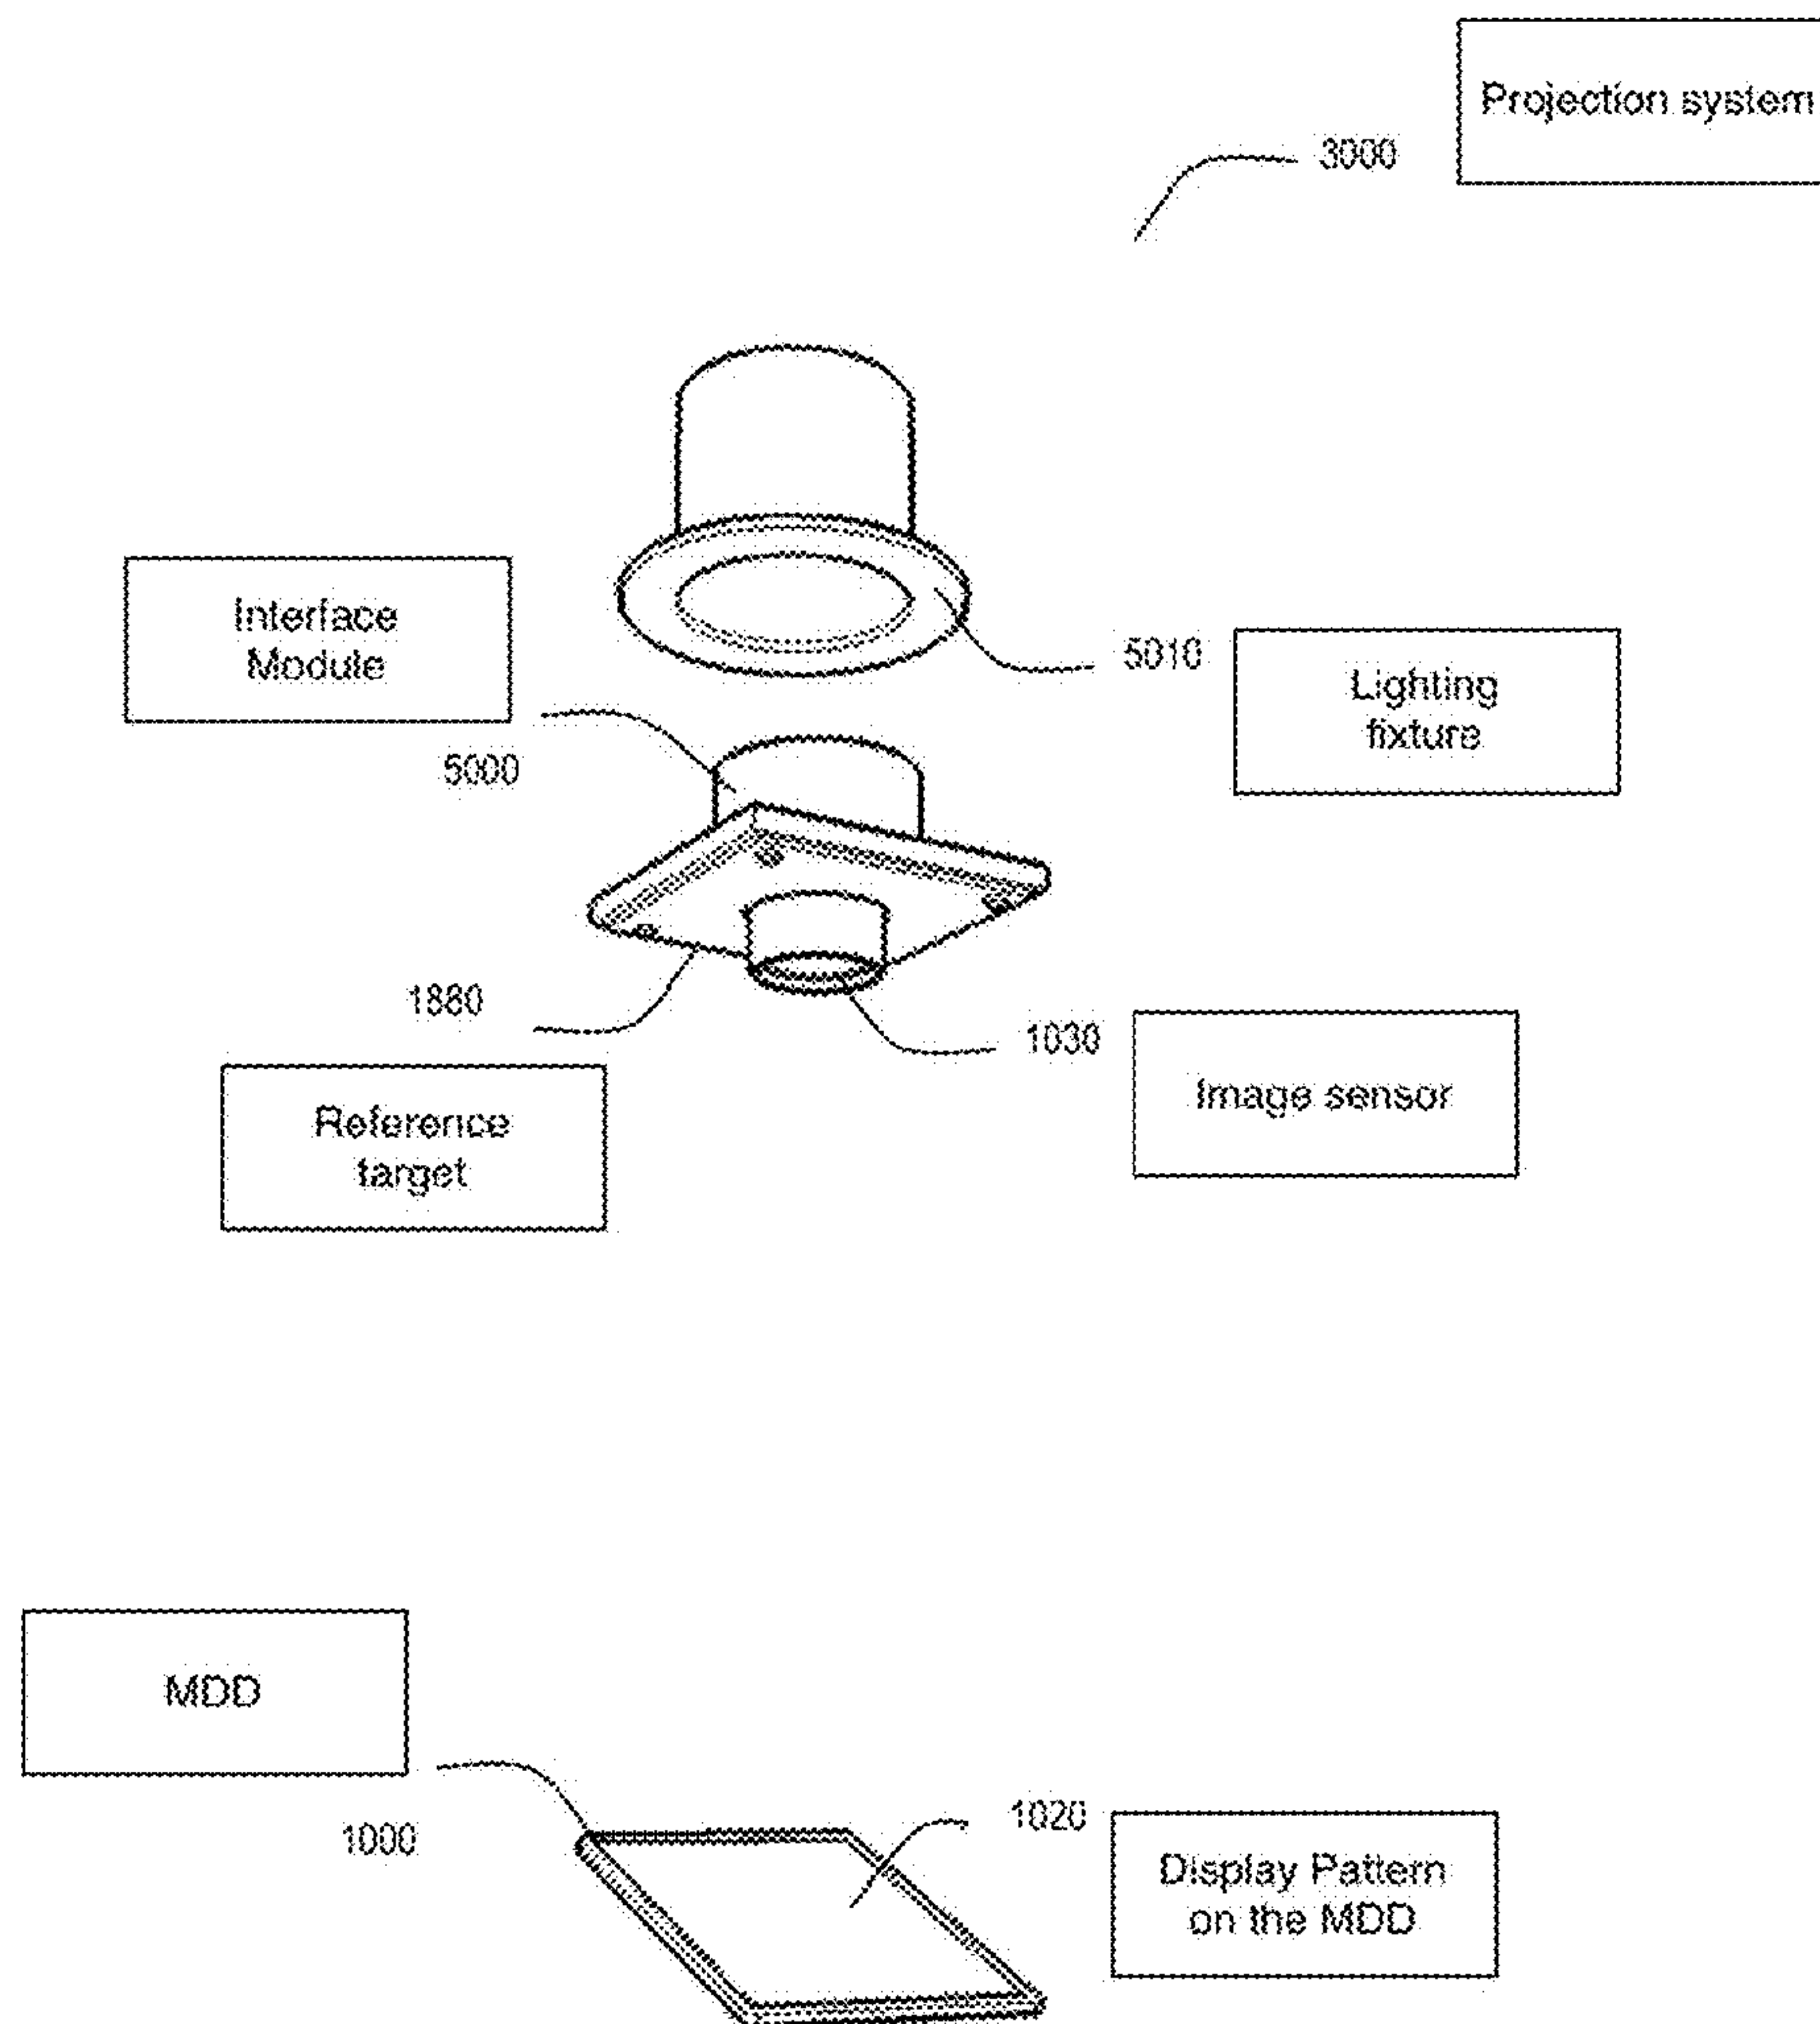 Projection system
3000
Interface
Module
5010
Lighting
fixture
5000
1880
1030
Image sensor
Reference
target
MDD
1020
1000
Display Pattern
on the MDD